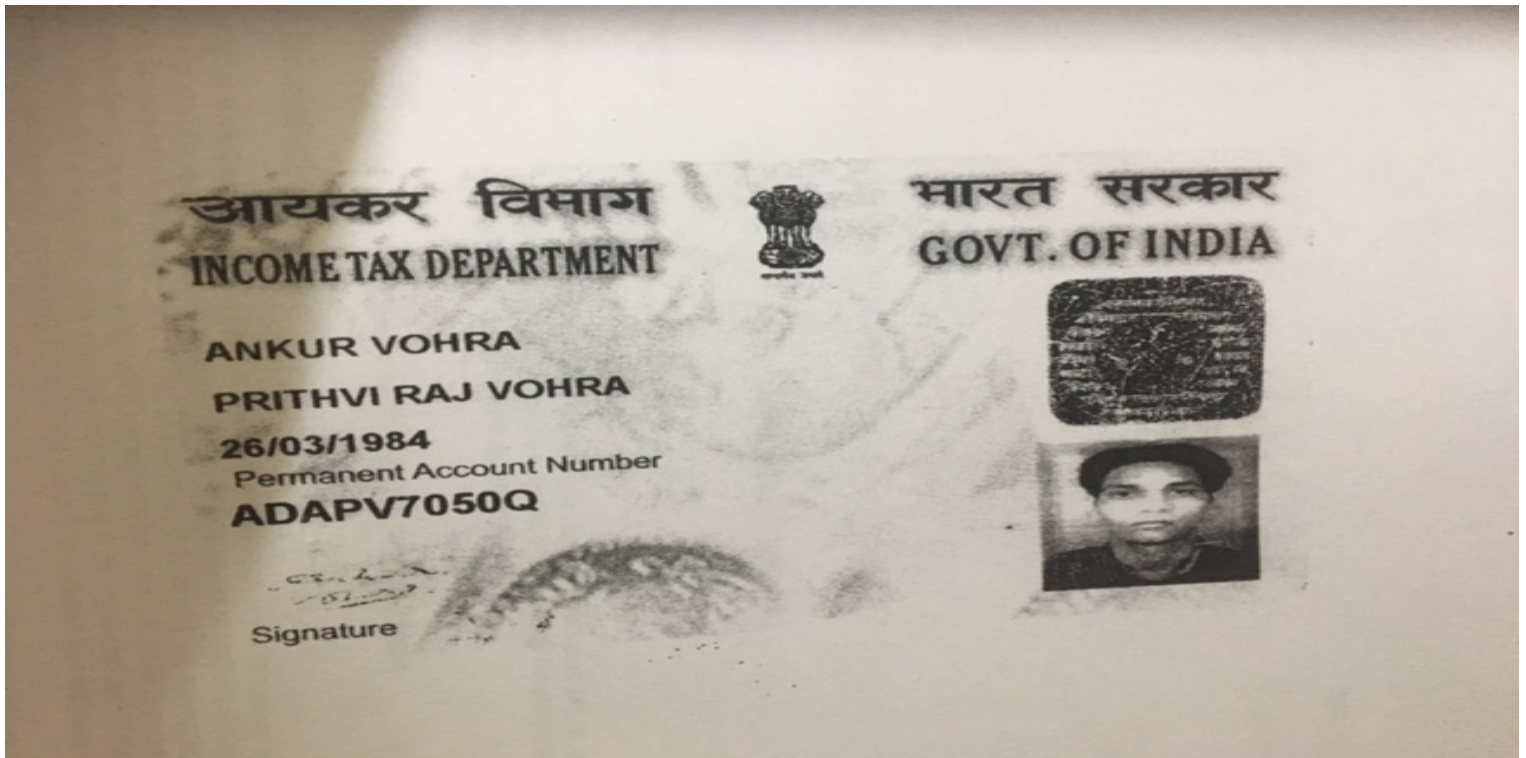 आयकर विभाग
INCOME TAX DEPARTMENT
भारत सरकार
GOVT. OF INDIA
ANKUR VOHRA
PRITHVI RAJ VOHRA
26/03/1984
Permanent Account Number
ADAPV7050Q
Signature